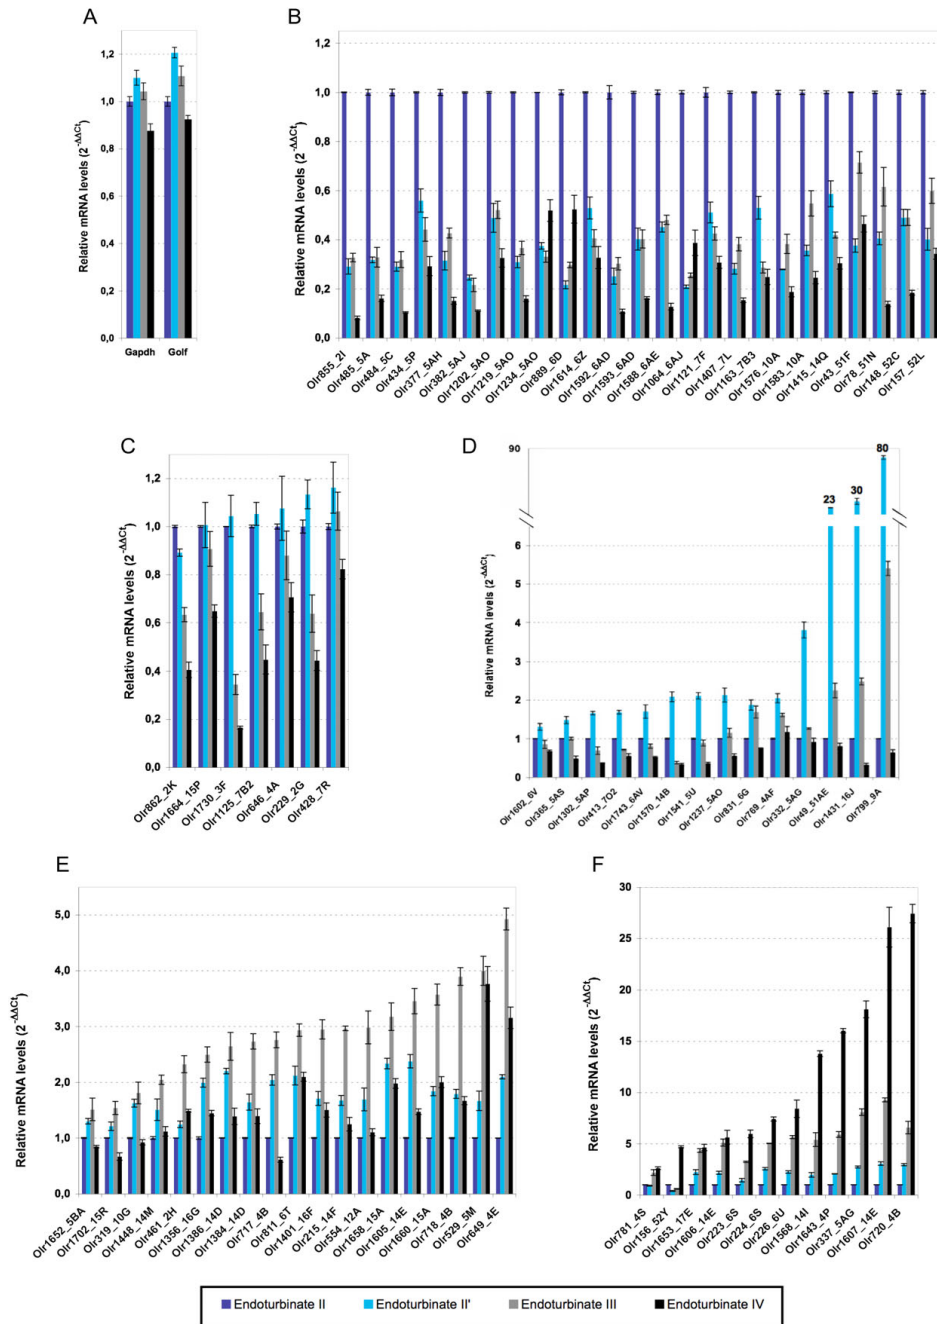 A
Relative mRNA levels (2^-ΔΔCt)
1,2
1,0
0,8
0,6
0,4
0,2
0,0
Gapdh
Golf
B
Relative mRNA levels (2^-ΔΔCt)
1,2
1,0
0,8
0,6
0,4
0,2
0,0
Olr855_2I
Olr485_5A
Olr484_5C
Olr434_5P
Olr377_5AH
Olr382_5AJ
Olr1202_5AO
Olr1219_5AO
Olr1234_5AO
Olr889_6D
Olr1614_6Z
Olr1592_6AD
Olr1593_6AD
Olr1588_6AE
Olr1064_6AJ
Olr1121_7F
Olr1407_7L
Olr1163_7B3
Olr1578_10A
Olr1583_10A
Olr1415_14Q
Olr43_51F
Olr78_51N
Olr148_52C
Olr157_52L
C
Relative mRNA levels (2^-ΔΔCt)
1,2
1,0
0,8
0,6
0,4
0,2
0,0
Olr862_2K
Olr1664_15P
Olr1730_3F
Olr1125_7B2
Olr646_4A
Olr229_2G
Olr428_7R
D
Relative mRNA levels (2^-ΔΔCt)
90
6
5
4
3
2
1
0
23
30
80
Olr1602_6V
Olr365_5AS
Olr1302_5AP
Olr413_7O2
Olr1743_6AV
Olr1570_14B
Olr1541_5U
Olr1237_5AO
Olr831_6G
Olr769_4AF
Olr332_5AG
Olr49_51AE
Olr1431_16J
Olr799_9A
E
Relative mRNA levels (2^-ΔΔCt)
5,0
4,0
3,0
2,0
1,0
0,0
Olr1652_5BA
Olr1702_15R
Olr319_10G
Olr1448_14M
Olr461_2H
Olr1356_16G
Olr1386_14D
Olr1384_14D
Olr717_4B
Olr811_6T
Olr1401_16F
Olr215_14F
Olr554_12A
Olr1658_15A
Olr1605_14E
Olr1660_15A
Olr718_4B
Olr529_5M
Olr649_4E
F
Relative mRNA levels (2^-ΔΔCt)
30
25
20
15
10
5
0
Olr781_4S
Olr156_52Y
Olr1653_17E
Olr1606_14E
Olr223_6S
Olr224_6S
Olr226_6U
Olr1568_14I
Olr1643_4P
Olr337_5AG
Olr1607_14E
Olr720_4B
Endoturbinate II
Endoturbinate II'
Endoturbinate III
Endoturbinate IV